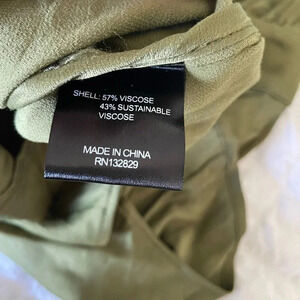 SHELL: 57% VISCOSE
43% SUSTAINABLE
VISCOSE
MADE IN CHINA
RN132829